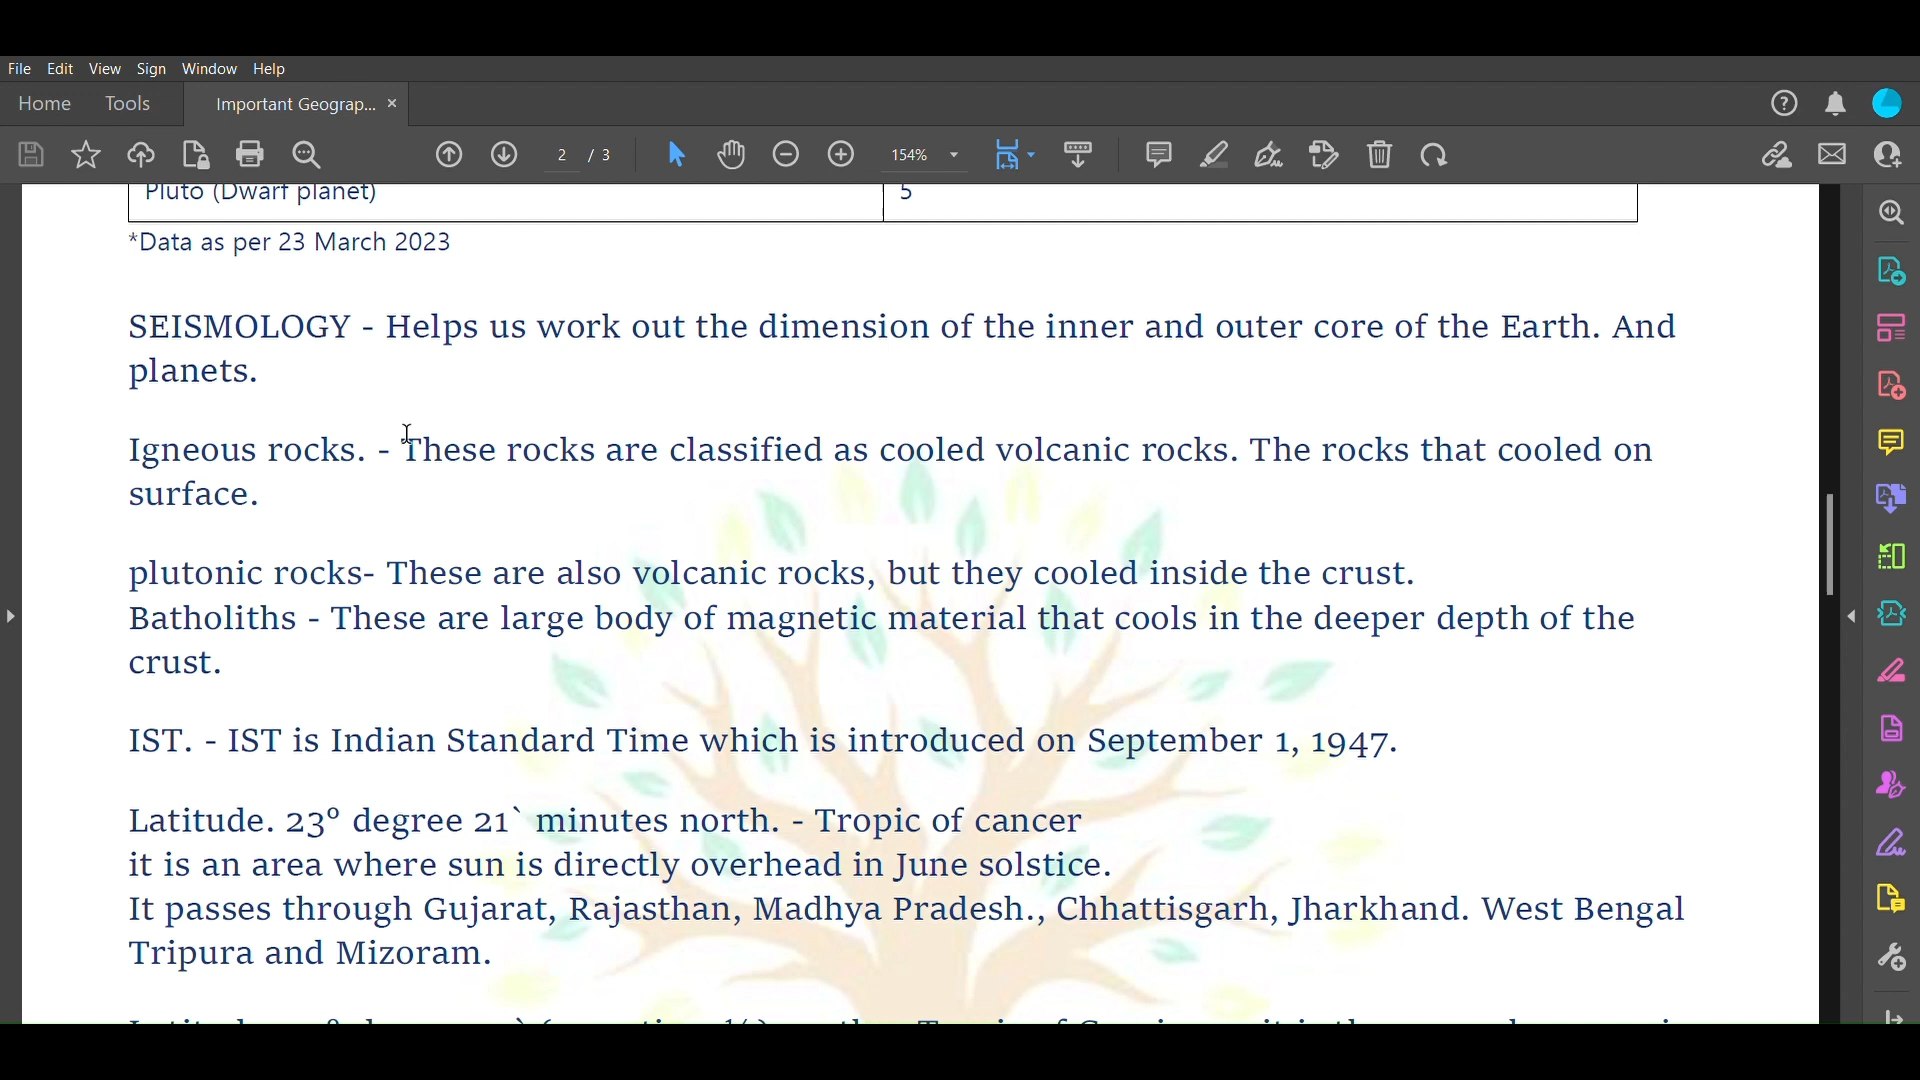 File Edit View Sign Window Help
Home Tools Important Geograp... ×
2 / 3 154%
Pluto (Dwarf planet) 5
*Data as per 23 March 2023
SEISMOLOGY - Helps us work out the dimension of the inner and outer core of the Earth. And
planets.
Igneous rocks. - These rocks are classified as cooled volcanic rocks. The rocks that cooled on
surface.
plutonic rocks- These are also volcanic rocks, but they cooled inside the crust.
Batholiths - These are large body of magnetic material that cools in the deeper depth of the
crust.
IST. - IST is Indian Standard Time which is introduced on September 1, 1947.
Latitude. 23° degree 21` minutes north. - Tropic of cancer
it is an area where sun is directly overhead in June solstice.
It passes through Gujarat, Rajasthan, Madhya Pradesh., Chhattisgarh, Jharkhand. West Bengal
Tripura and Mizoram.